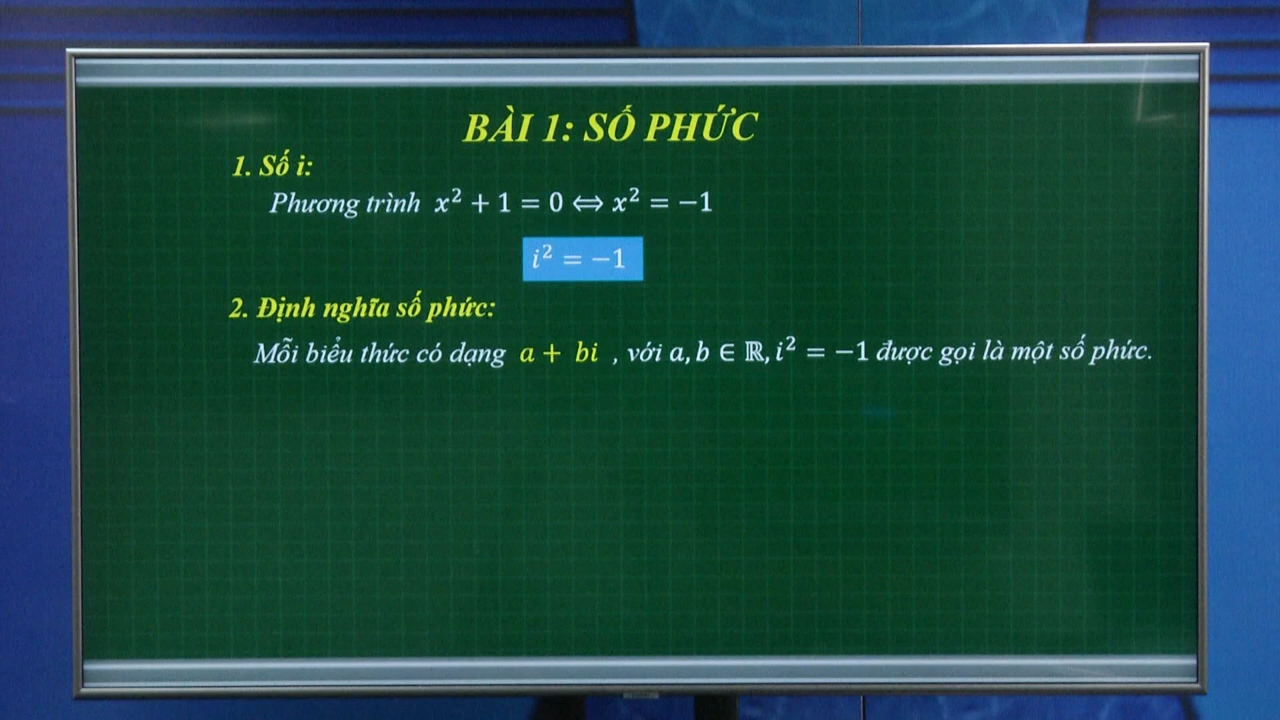 BÀI 1: SỐ PHỨC
1. Số i:
Phương trình x² + 1 = 0 ⟺ x² = −1
i² = −1
2. Định nghĩa số phức:
Mỗi biểu thức có dạng a + bi , với a, b ∈ ℝ, i² = −1 được gọi là một số phức.